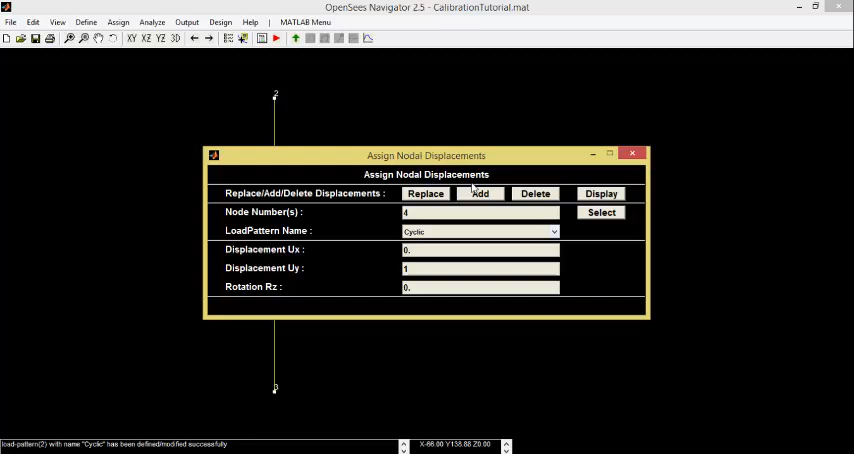 OpenSees Navigator 2.5 - CalibrationTutorial.mat
File Edit View Define Assign Analyze Output Design Help | MATLAB Menu
XY XZ YZ 3D
2
Assign Nodal Displacements
Assign Nodal Displacements
Replace/Add/Delete Displacements : Replace Add Delete Display
Node Number(s) : 4 Select
LoadPattern Name : Cyclic
Displacement Ux : 0.
Displacement Uy : 1
Rotation Rz : 0.
3
load-pattern(2) with name "Cyclic" has been defined/modified successfully X-66.00 Y138.88 Z0.00